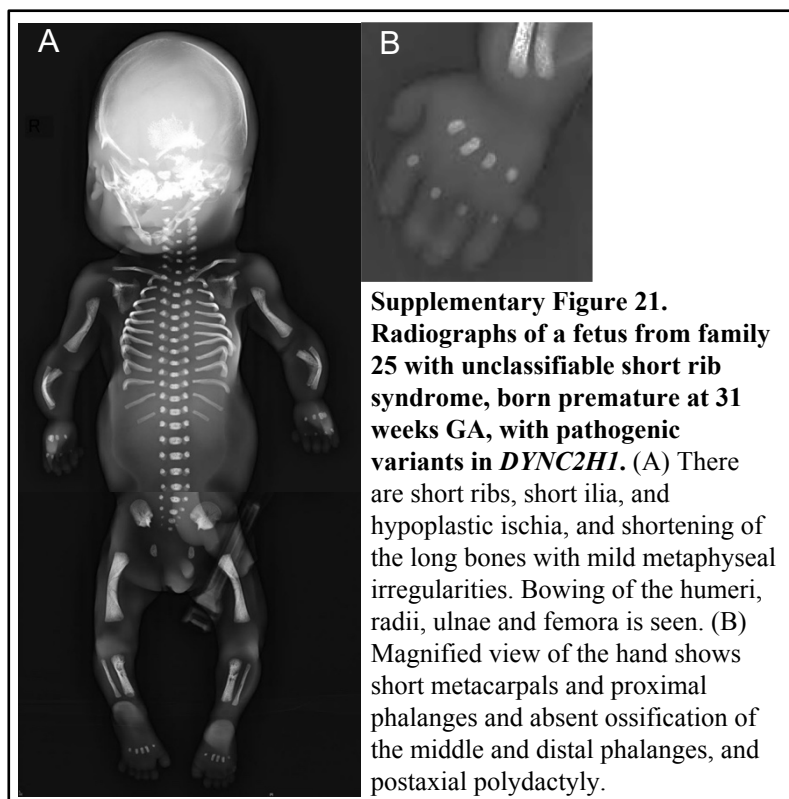 A
B
R
Supplementary Figure 21.
Radiographs of a fetus from family
25 with unclassifiable short rib
syndrome, born premature at 31
weeks GA, with pathogenic
variants in DYNC2H1. (A) There
are short ribs, short ilia, and
hypoplastic ischia, and shortening of
the long bones with mild metaphyseal
irregularities. Bowing of the humeri,
radii, ulnae and femora is seen. (B)
Magnified view of the hand shows
short metacarpals and proximal
phalanges and absent ossification of
the middle and distal phalanges, and
postaxial polydactyly.